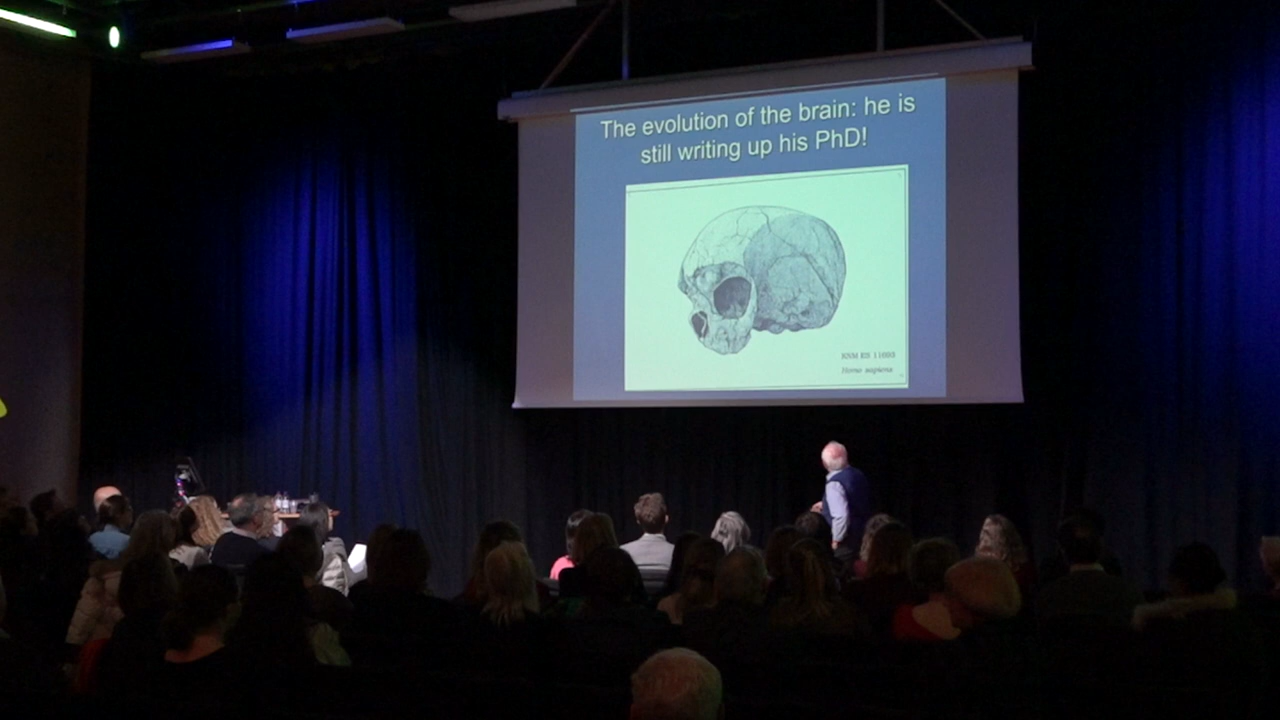 The evolution of the brain: he is
still writing up his PhD!
Homo sapiens